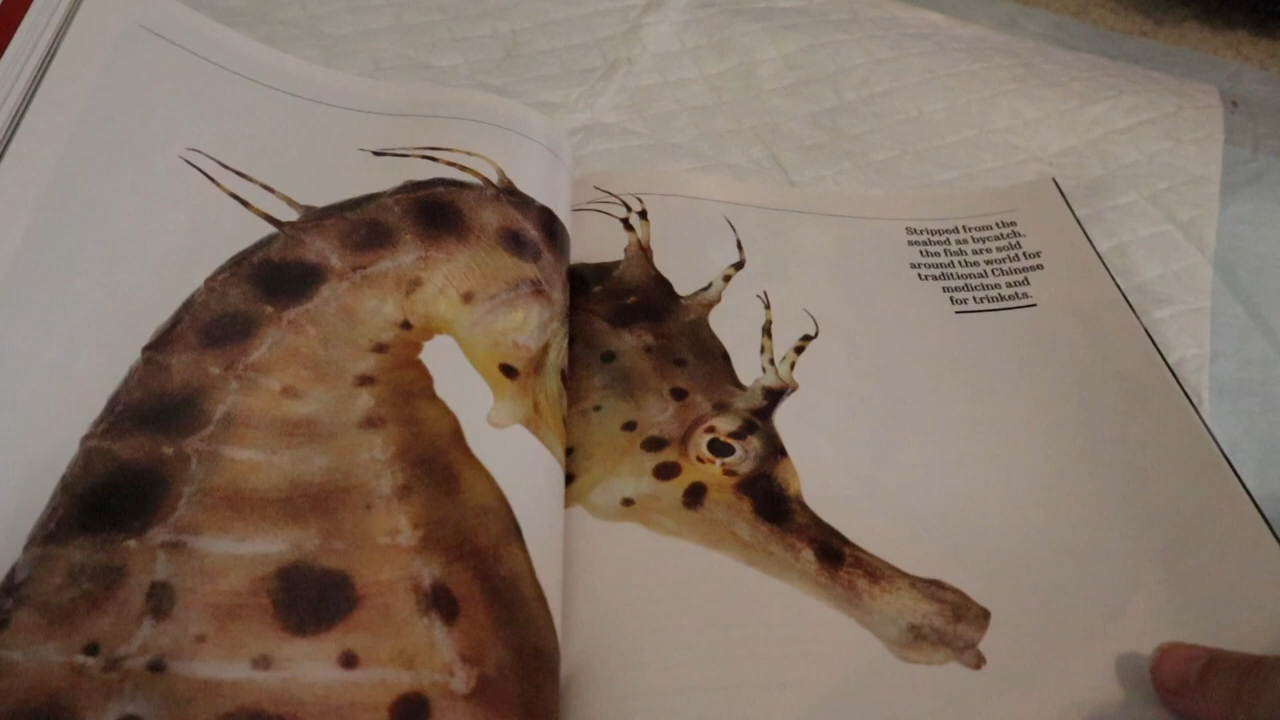 Stripped from the
seabed as bycatch,
the fish are sold
around the world for
traditional Chinese
medicine and
for trinkets.